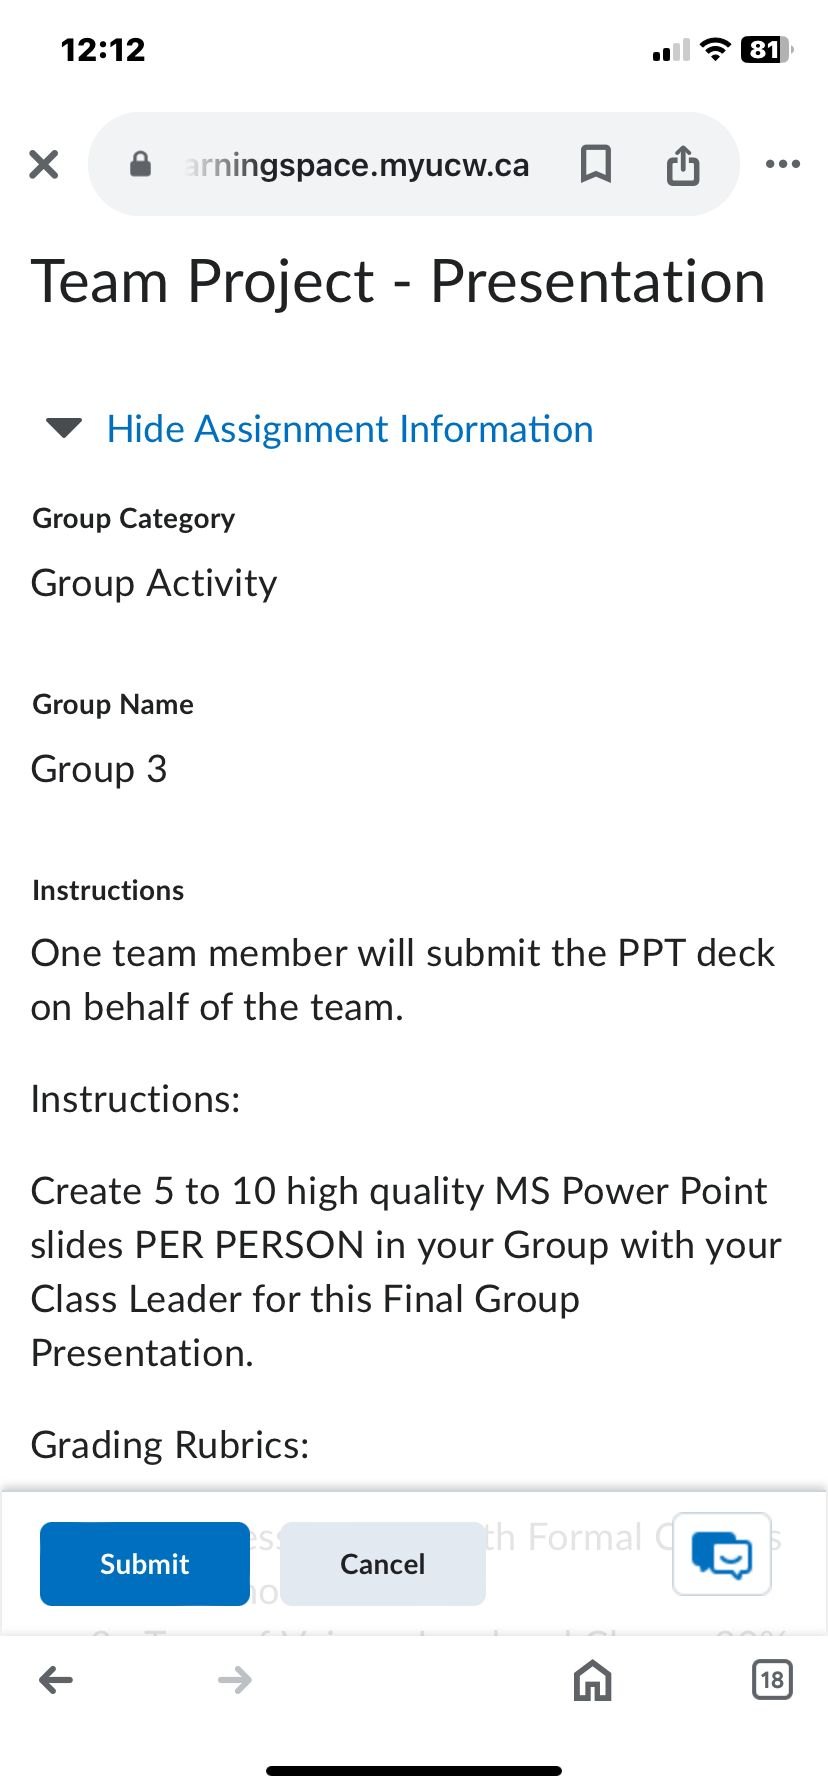 12:12
81
arningspace.myucw.ca
Team Project - Presentation
Hide Assignment Information
Group Category
Group Activity
Group Name
Group 3
Instructions
One team member will submit the PPT deck
on behalf of the team.
Instructions:
Create 5 to 10 high quality MS Power Point
slides PER PERSON in your Group with your
Class Leader for this Final Group
Presentation.
Grading Rubrics:
th Formal
Submit
Cancel
18